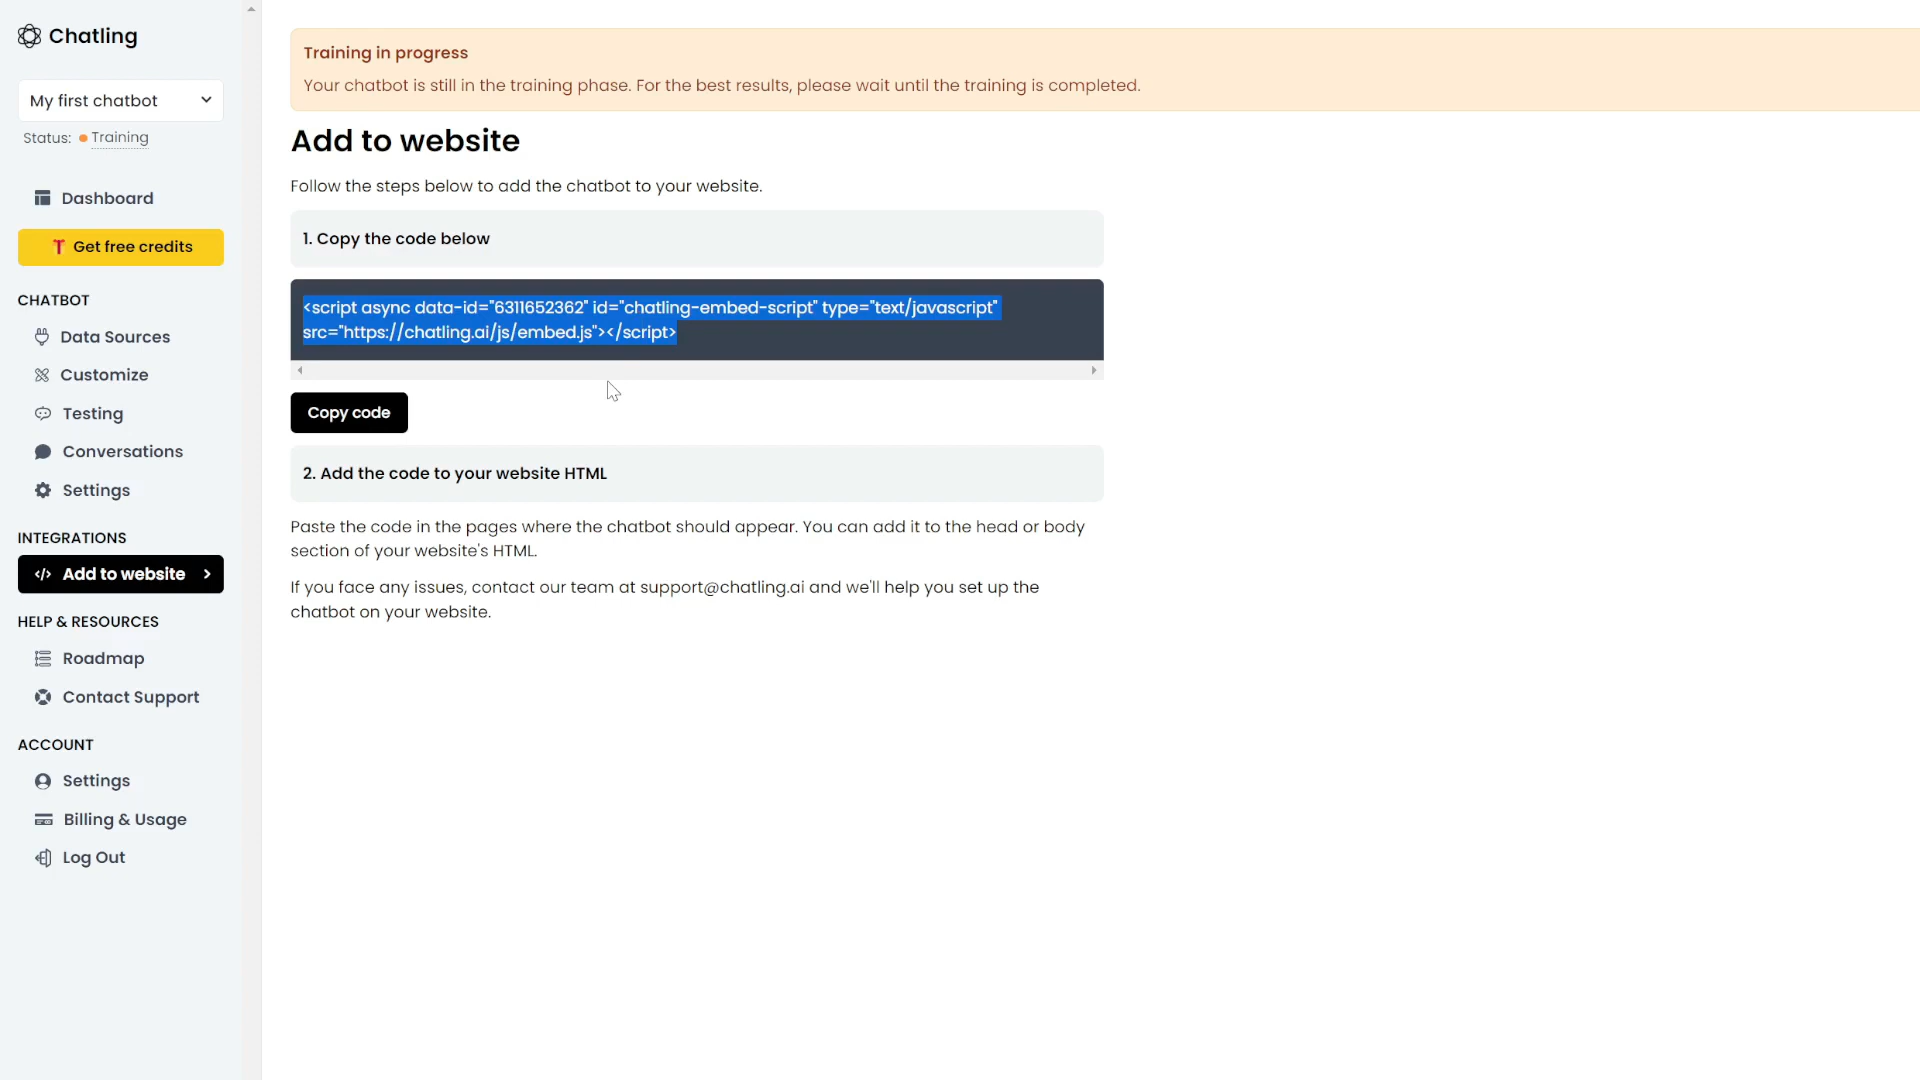 Chatling
My first chatbot
Status: Training
Dashboard
Get free credits
CHATBOT
Data Sources
Customize
Testing
Conversations
Settings
INTEGRATIONS
</> Add to website
HELP & RESOURCES
Roadmap
Contact Support
ACCOUNT
Settings
Billing & Usage
Log Out
Training in progress
Your chatbot is still in the training phase. For the best results, please wait until the training is completed.
Add to website
Follow the steps below to add the chatbot to your website.
1. Copy the code below
<script async data-id="6311652362" id="chatling-embed-script" type="text/javascript"
src="https://chatling.ai/js/embed.js"></script>
Copy code
2. Add the code to your website HTML
Paste the code in the pages where the chatbot should appear. You can add it to the head or body
section of your website's HTML.
If you face any issues, contact our team at support@chatling.ai and we'll help you set up the
chatbot on your website.